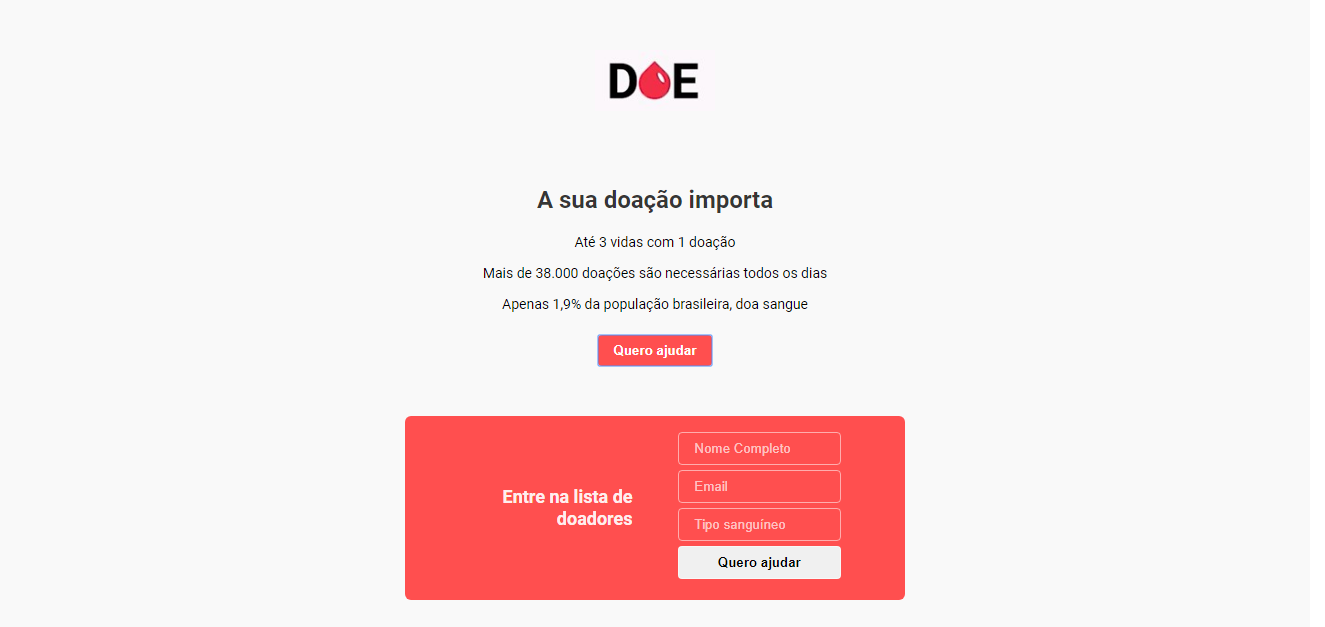 DOE
A sua doação importa
Até 3 vidas com 1 doação
Mais de 38.000 doações são necessárias todos os dias
Apenas 1,9% da população brasileira, doa sangue
Quero ajudar
Entre na lista de
doadores
Nome Completo
Email
Tipo sanguíneo
Quero ajudar